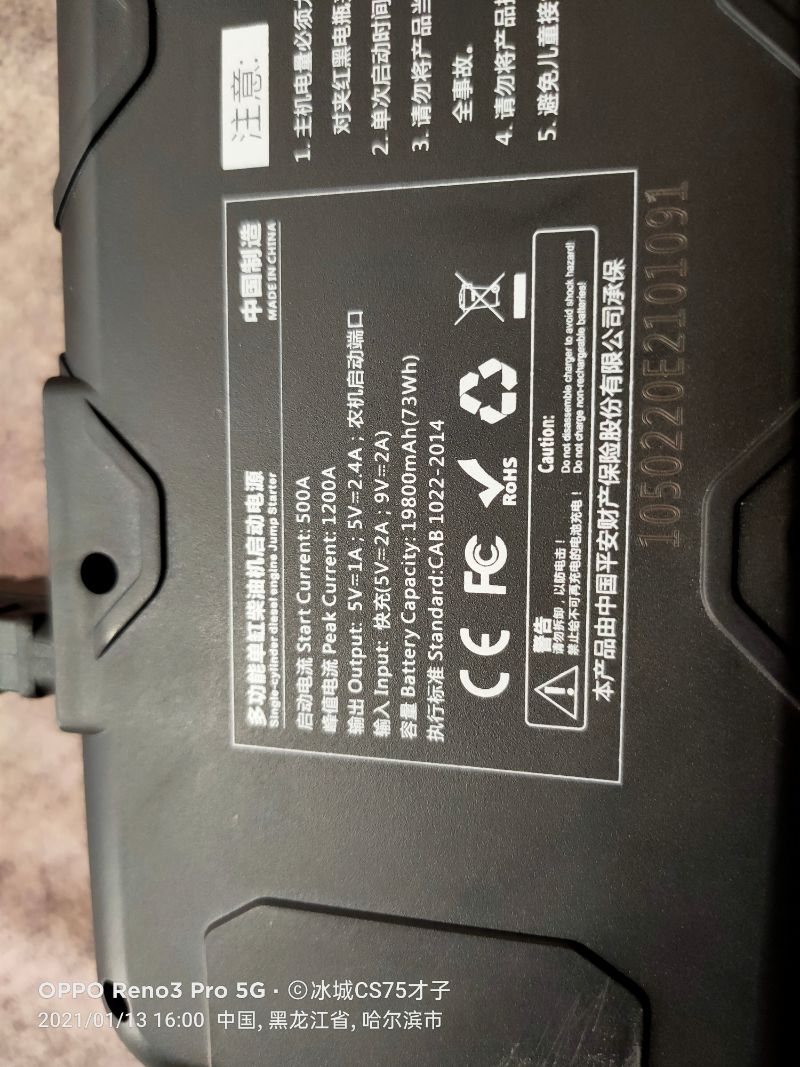 多功能单缸柴油机启动电源
Single-cylinder diesel engine Jump Starter
中国制造
MADE IN CHINA
启动电流 Start Current: 500A
峰值电流 Peak Current: 1200A
输出 Output: 5V⎓1A；5V⎓2.4A；农机启动端口
输入 Input: 快充(5V⎓2A；9V⎓2A)
容量 Battery Capacity: 19800mAh(73Wh)
执行标准 Standard:CAB 1022-2014
CE FC RoHS
警告
请勿拆卸，以防电击！
禁止给不可再充电的电池充电！
Caution:
Do not disassemble charger to avoid shock hazard!
Do not charge non-rechargeable batteries!
本产品由中国平安财产保险股份有限公司承保
1050220E2101091
注意:
1. 主机电量必须
对夹红黑电瓶
2. 单次启动时间
3. 请勿将产品当
全事故。
4. 请勿将产品
5. 避免儿童接
OPPO Reno3 Pro 5G · ©冰城CS75才子
2021/01/13 16:00 中国, 黑龙江省, 哈尔滨市